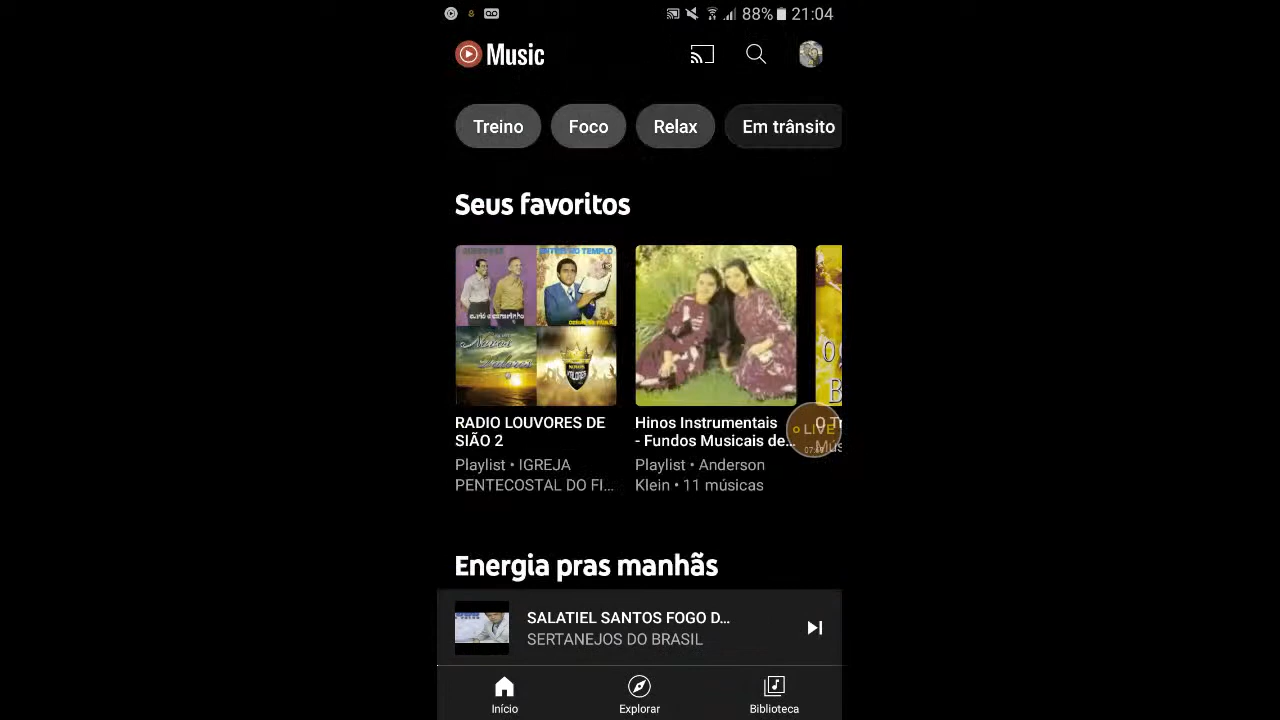 88% 21:04
Music
Treino Foco Relax Em trânsito
Seus favoritos
RADIO LOUVORES DE
SIÃO 2
Playlist • IGREJA
PENTECOSTAL DO FI...
Hinos Instrumentais
- Fundos Musicais de...
Playlist • Anderson
Klein • 11 músicas
LIVE
Energia pras manhãs
SALATIEL SANTOS FOGO D...
SERTANEJOS DO BRASIL
Início Explorar Biblioteca